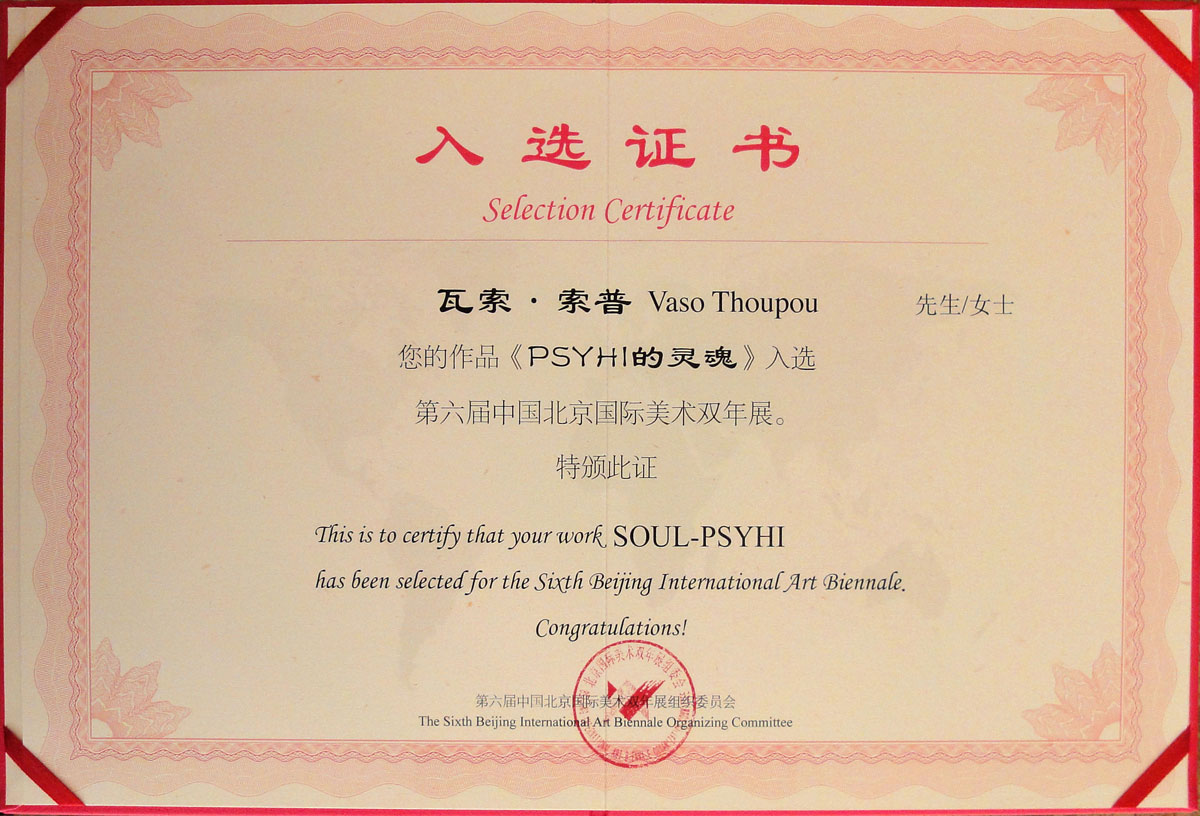 入选证书
Selection Certificate
瓦索·索普 Vaso Thoupou 先生/女士
您的作品《PSYHI的灵魂》入选
第六届中国北京国际美术双年展。
特颁此证
This is to certify that your work SOUL-PSYHI
has been selected for the Sixth Beijing International Art Biennale.
Congratulations!
第六届中国北京国际美术双年展组织委员会
The Sixth Beijing International Art Biennale Organizing Committee